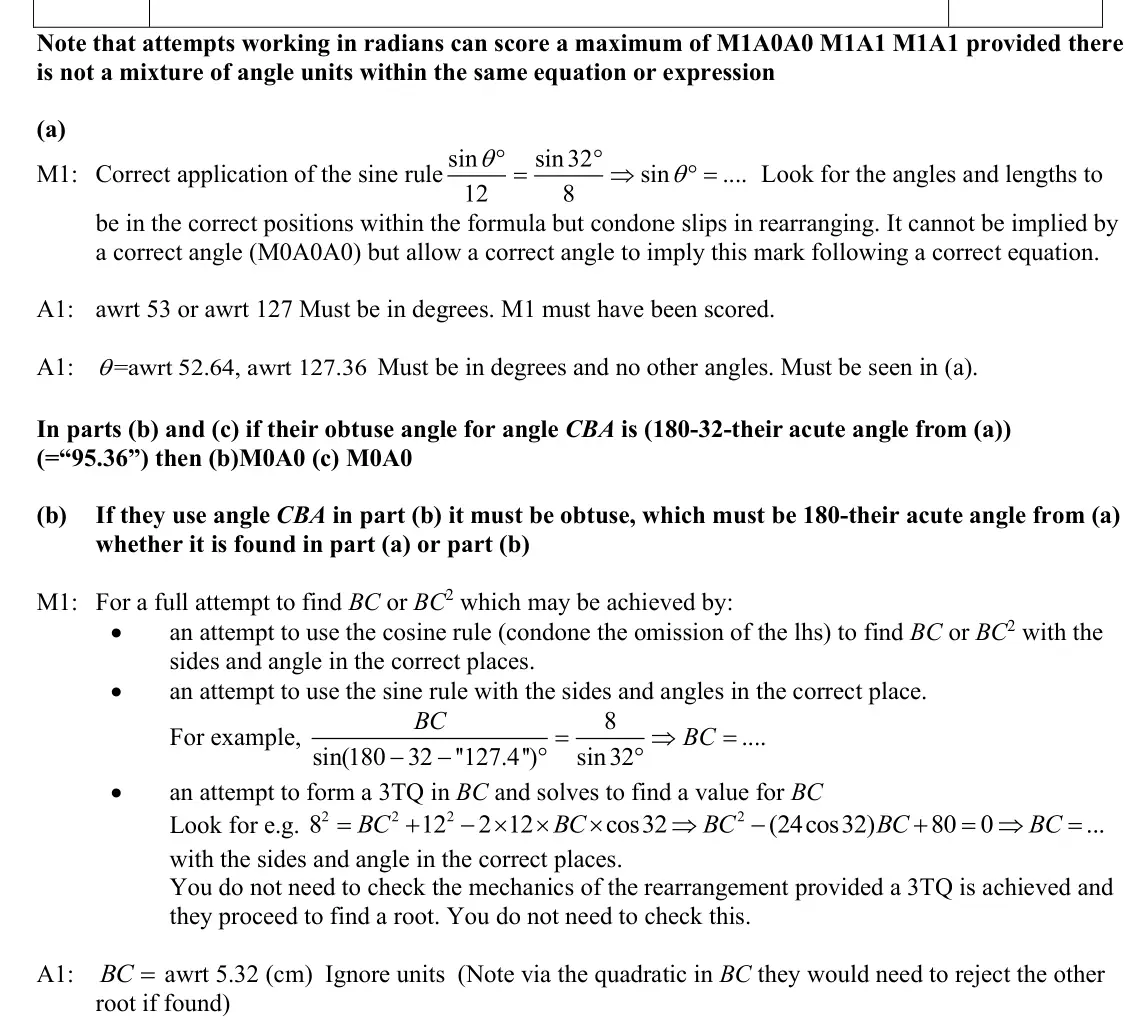 Note that attempts working in radians can score a maximum of M1A0A0 M1A1 M1A1 provided there
is not a mixture of angle units within the same equation or expression
(a)
M1: Correct application of the sine rule sin θ° / 12 = sin 32° / 8 ⇒ sin θ° = .... Look for the angles and lengths to
be in the correct positions within the formula but condone slips in rearranging. It cannot be implied by
a correct angle (M0A0A0) but allow a correct angle to imply this mark following a correct equation.
A1: awrt 53 or awrt 127 Must be in degrees. M1 must have been scored.
A1: θ=awrt 52.64, awrt 127.36 Must be in degrees and no other angles. Must be seen in (a).
In parts (b) and (c) if their obtuse angle for angle CBA is (180-32-their acute angle from (a))
(=“95.36”) then (b)M0A0 (c) M0A0
(b) If they use angle CBA in part (b) it must be obtuse, which must be 180-their acute angle from (a)
whether it is found in part (a) or part (b)
M1: For a full attempt to find BC or BC² which may be achieved by:
• an attempt to use the cosine rule (condone the omission of the lhs) to find BC or BC² with the
sides and angle in the correct places.
• an attempt to use the sine rule with the sides and angles in the correct place.
For example, BC / sin(180 − 32 − "127.4")° = 8 / sin 32° ⇒ BC = ....
• an attempt to form a 3TQ in BC and solves to find a value for BC
Look for e.g. 8² = BC² + 12² − 2×12× BC × cos 32 ⇒ BC² − (24 cos 32)BC + 80 = 0 ⇒ BC = ...
with the sides and angle in the correct places.
You do not need to check the mechanics of the rearrangement provided a 3TQ is achieved and
they proceed to find a root. You do not need to check this.
A1: BC = awrt 5.32 (cm) Ignore units (Note via the quadratic in BC they would need to reject the other
root if found)